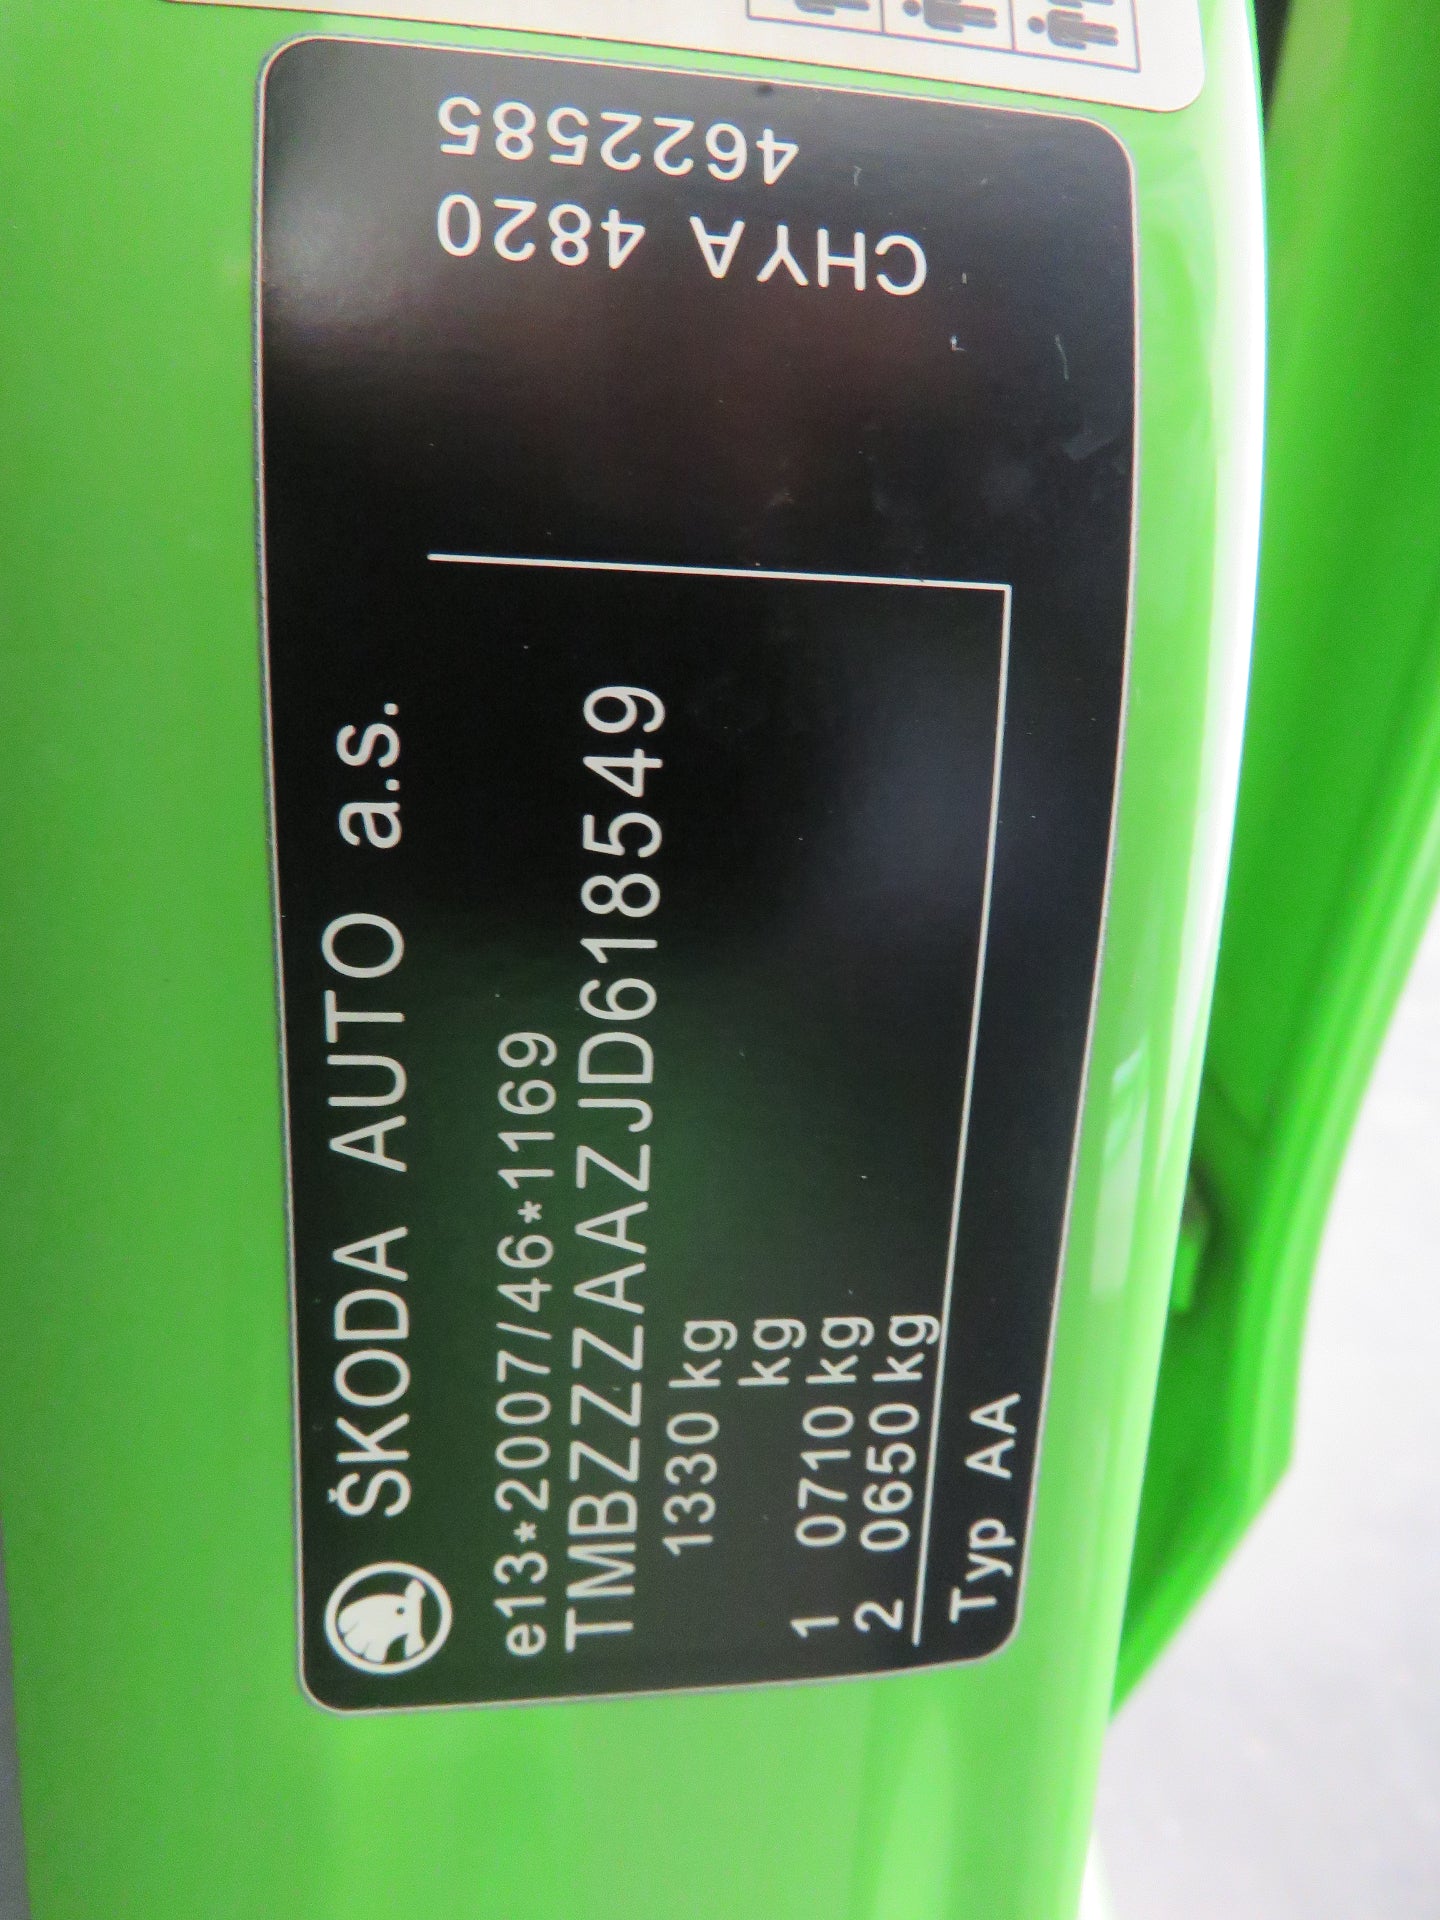 ŠKODA AUTO a.s.
e13*2007/46*1169
TMBZZZAAZJD618549
1330 kg
kg
1 0710 kg
2 0650 kg
Typ AA
CHYA 4820
4622585